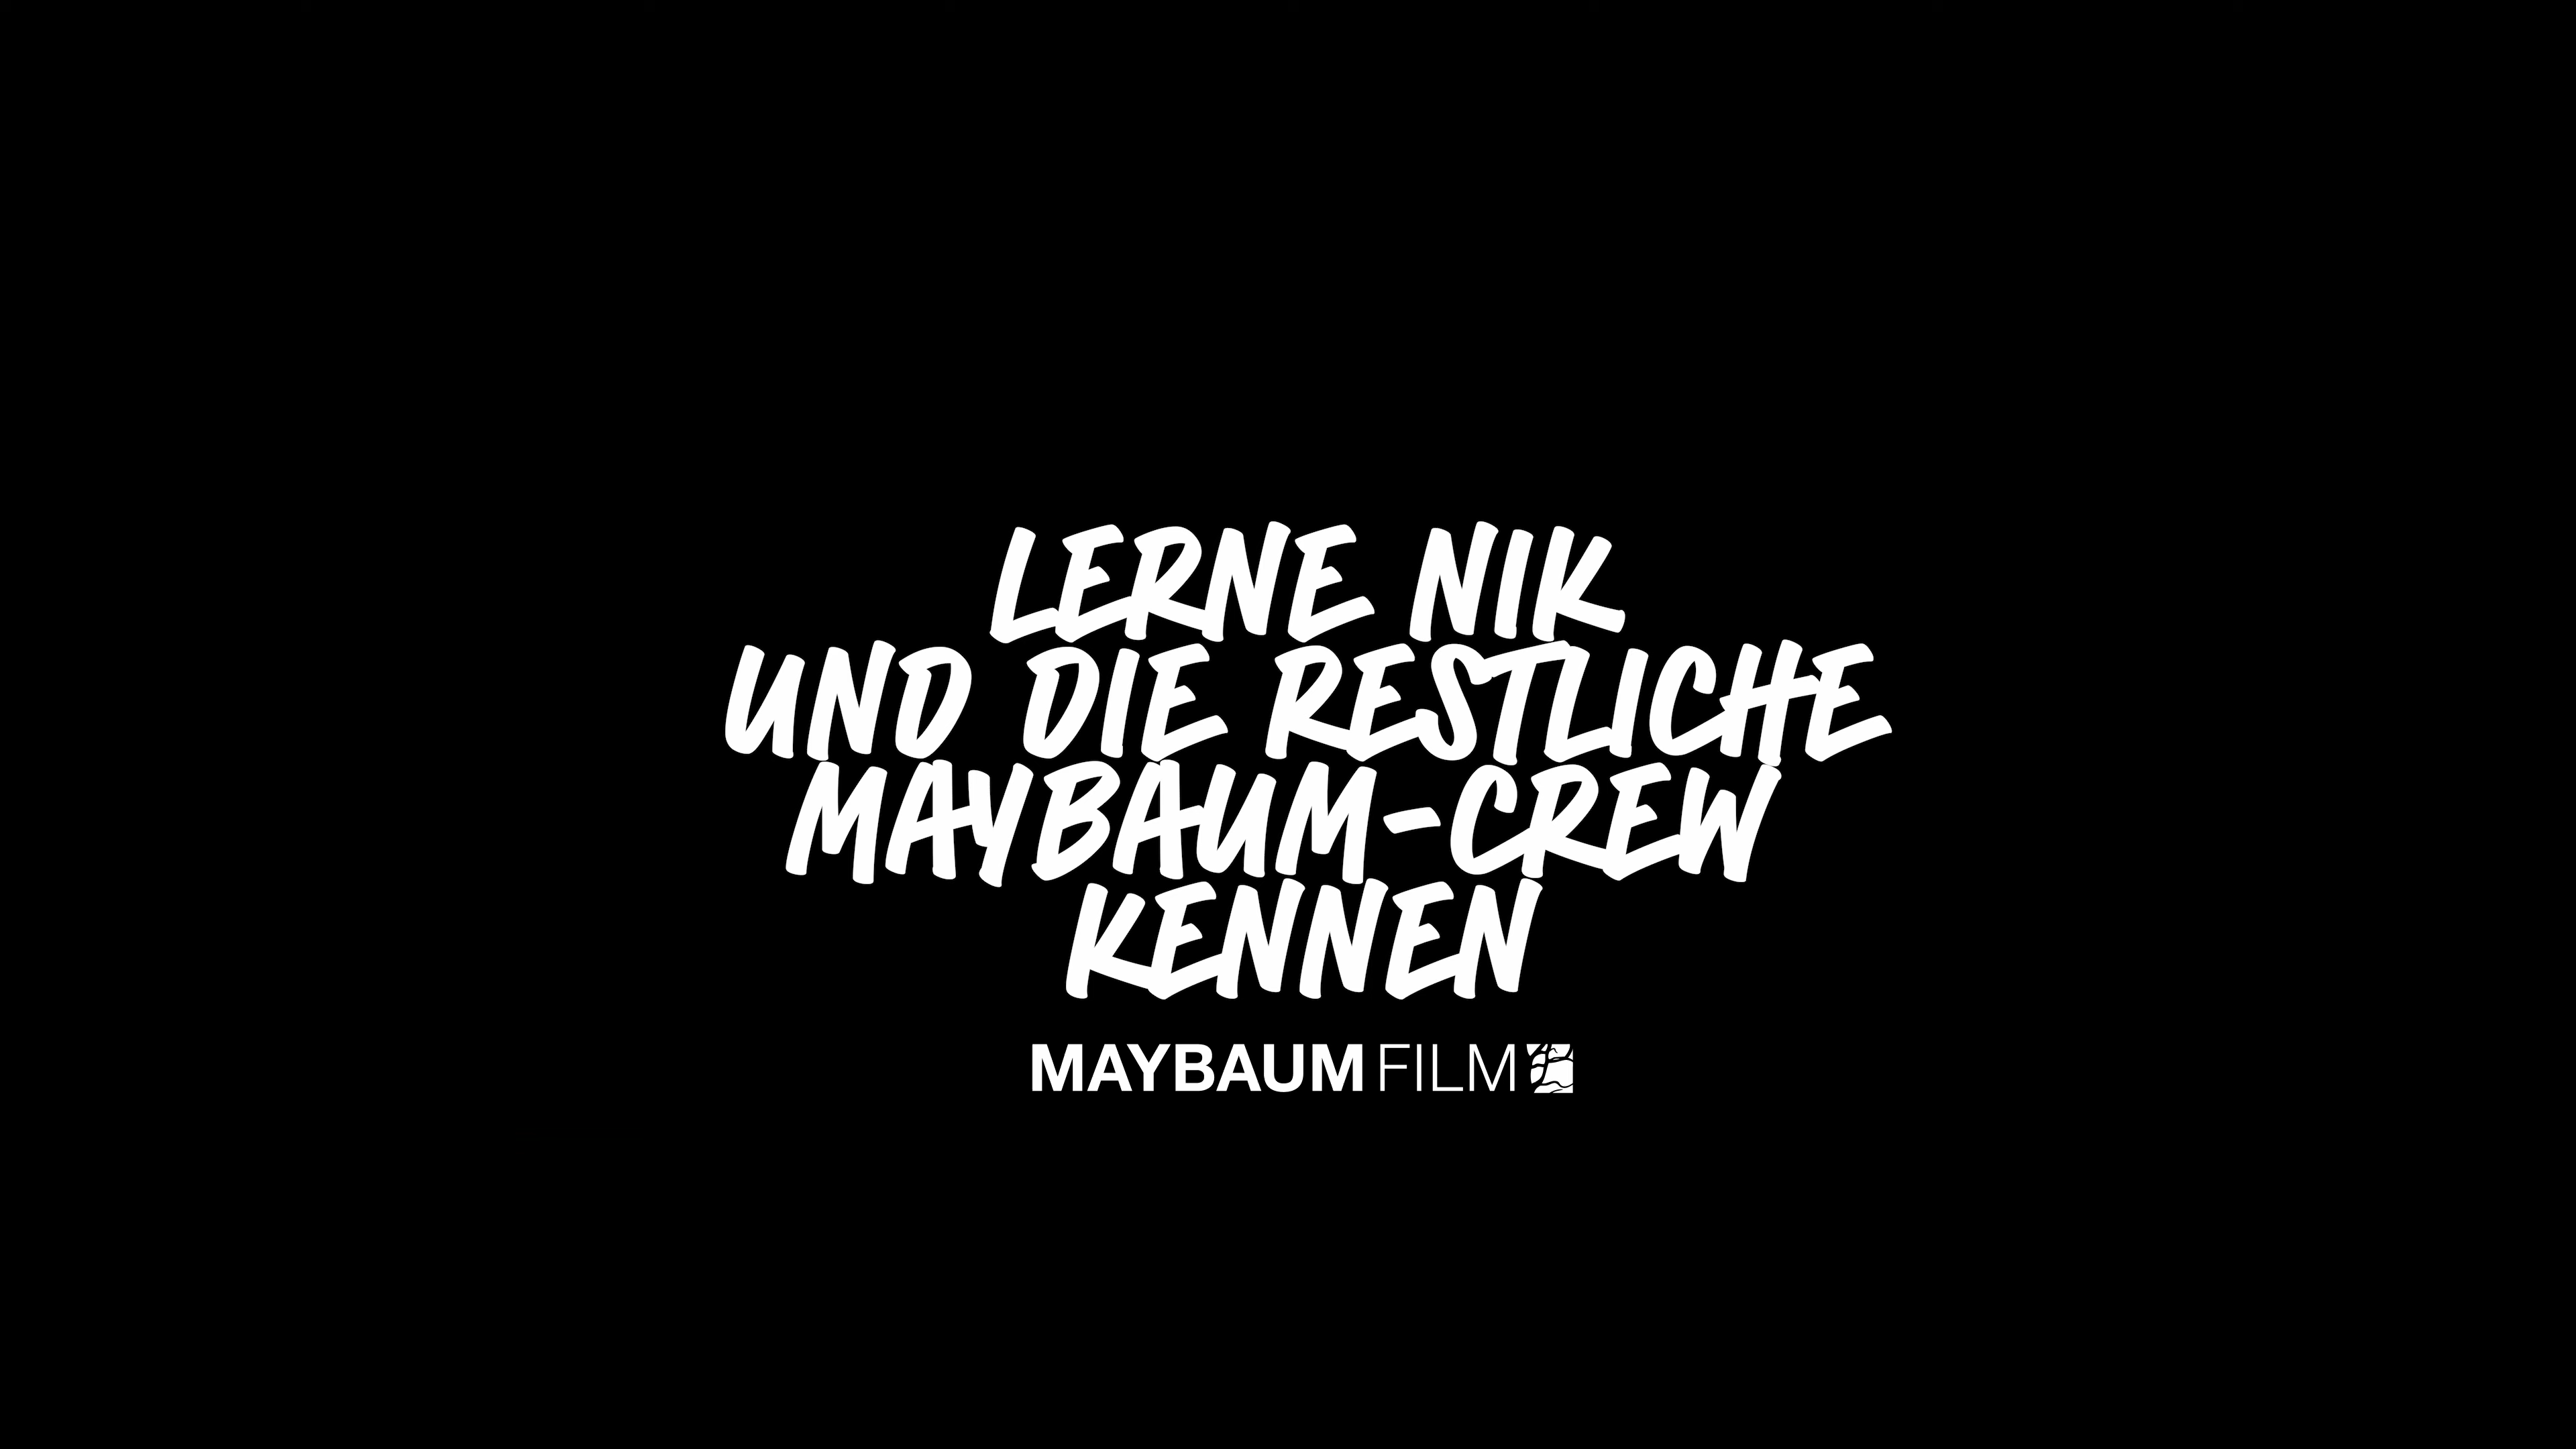 LERNE NIK
UND DIE RESTLICHE
MAYBAUM-CREW
KENNEN
MAYBAUM FILM